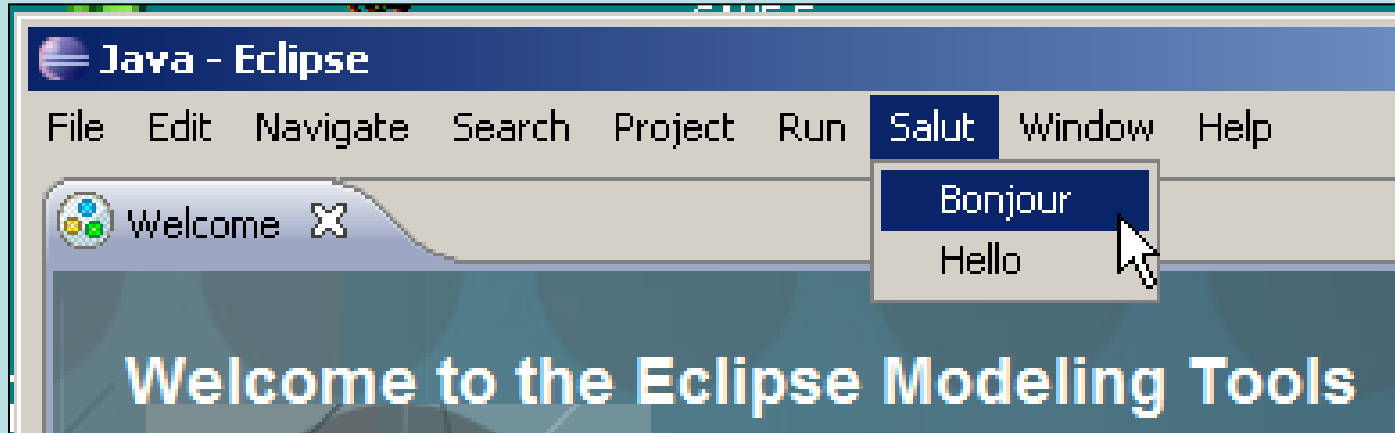 Java - Eclipse
File Edit Navigate Search Project Run Salut Window Help
Welcome
Bonjour
Hello
Welcome to the Eclipse Modeling Tools